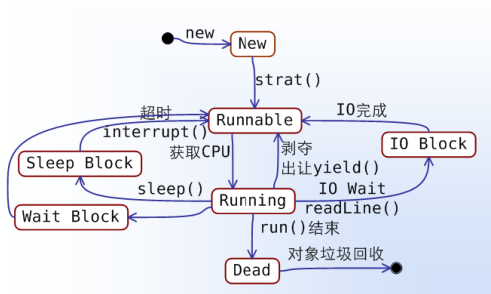 new
New
strat()
超时
Runnable
IO完成
interrupt()
获取CPU
剥夺
出让yield()
IO Block
Sleep Block
sleep()
Running
IO Wait
readLine()
Wait Block
run()结束
Dead
对象垃圾回收